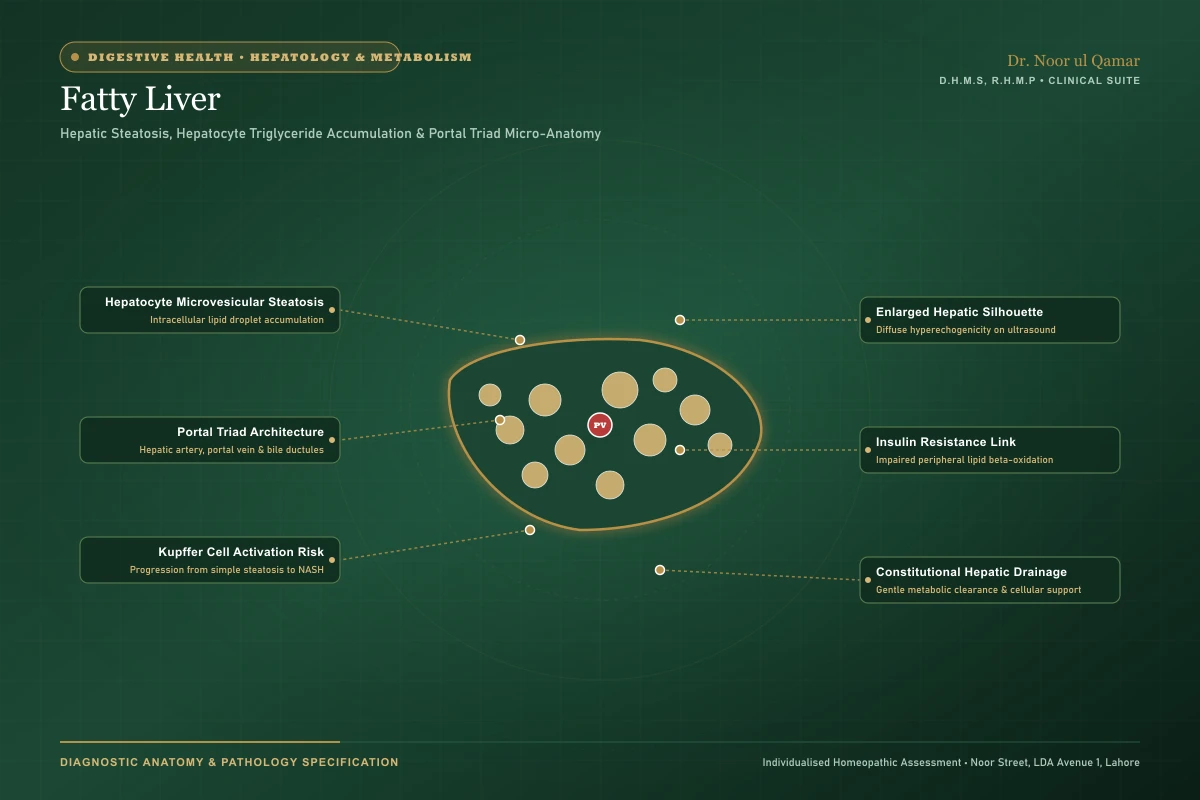 DIGESTIVE HEALTH • HEPATOLOGY & METABOLISM
Fatty Liver
Hepatic Steatosis, Hepatocyte Triglyceride Accumulation & Portal Triad Micro-Anatomy
Dr. Noor ul Qamar
D.H.M.S, R.H.M.P • CLINICAL SUITE
Hepatocyte Microvesicular Steatosis
Intracellular lipid droplet accumulation
Portal Triad Architecture
Hepatic artery, portal vein & bile ductules
Kupffer Cell Activation Risk
Progression from simple steatosis to NASH
PV
Enlarged Hepatic Silhouette
Diffuse hyperechogenicity on ultrasound
Insulin Resistance Link
Impaired peripheral lipid beta-oxidation
Constitutional Hepatic Drainage
Gentle metabolic clearance & cellular support
DIAGNOSTIC ANATOMY & PATHOLOGY SPECIFICATION
Individualised Homeopathic Assessment • Noor Street, LDA Avenue 1, Lahore